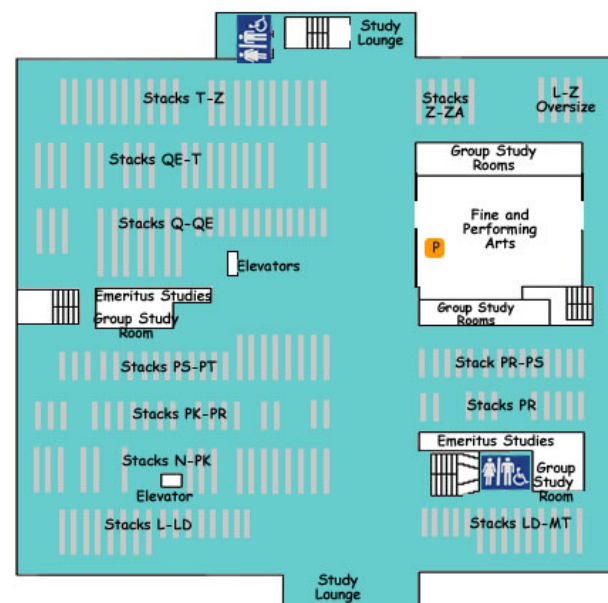 Study
Lounge
Stacks T-Z
Stacks
Z-ZA
L-Z
Oversize
Stacks QE-T
Group Study
Rooms
Stacks Q-QE
Fine and
Performing
Arts
P
Elevators
Emeritus Studies
Group Study
Room
Group Study
Rooms
Stacks PS-PT
Stack PR-PS
Stacks PK-PR
Stacks PR
Stacks N-PK
Elevator
Emeritus Studies
Group
Study
Room
Stacks L-LD
Stacks LD-MT
Study
Lounge